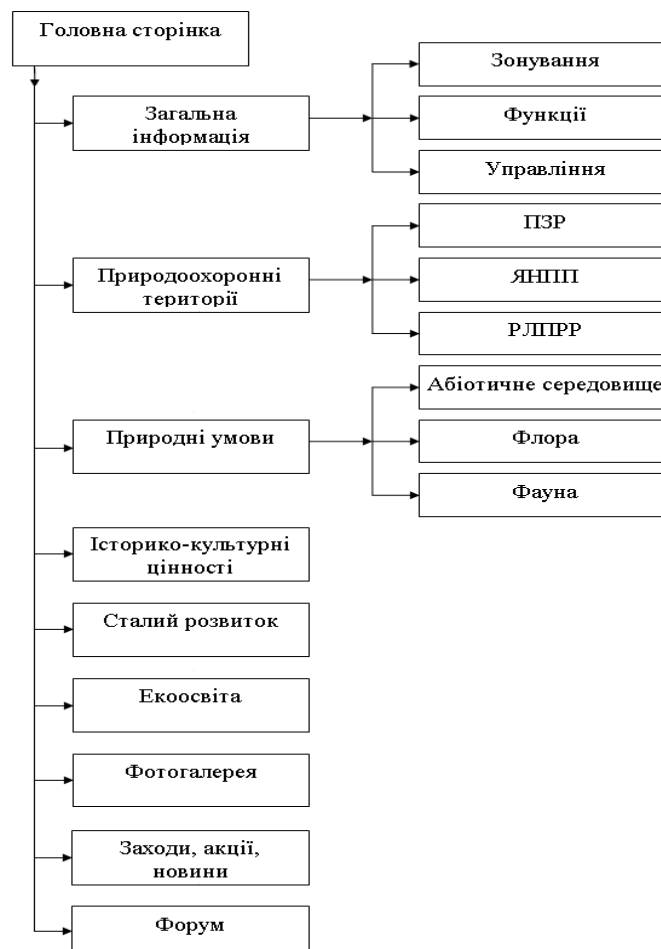 Головна сторінка
Загальна
інформація
Зонування
Функції
Управління
Природоохоронні
території
ПЗР
ЯНПП
РЛПРР
Природні умови
Абіотичне середовище
Флора
Фауна
Історико-культурні
цінності
Сталий розвиток
Екоосвіта
Фотогалерея
Заходи, акції,
новини
Форум